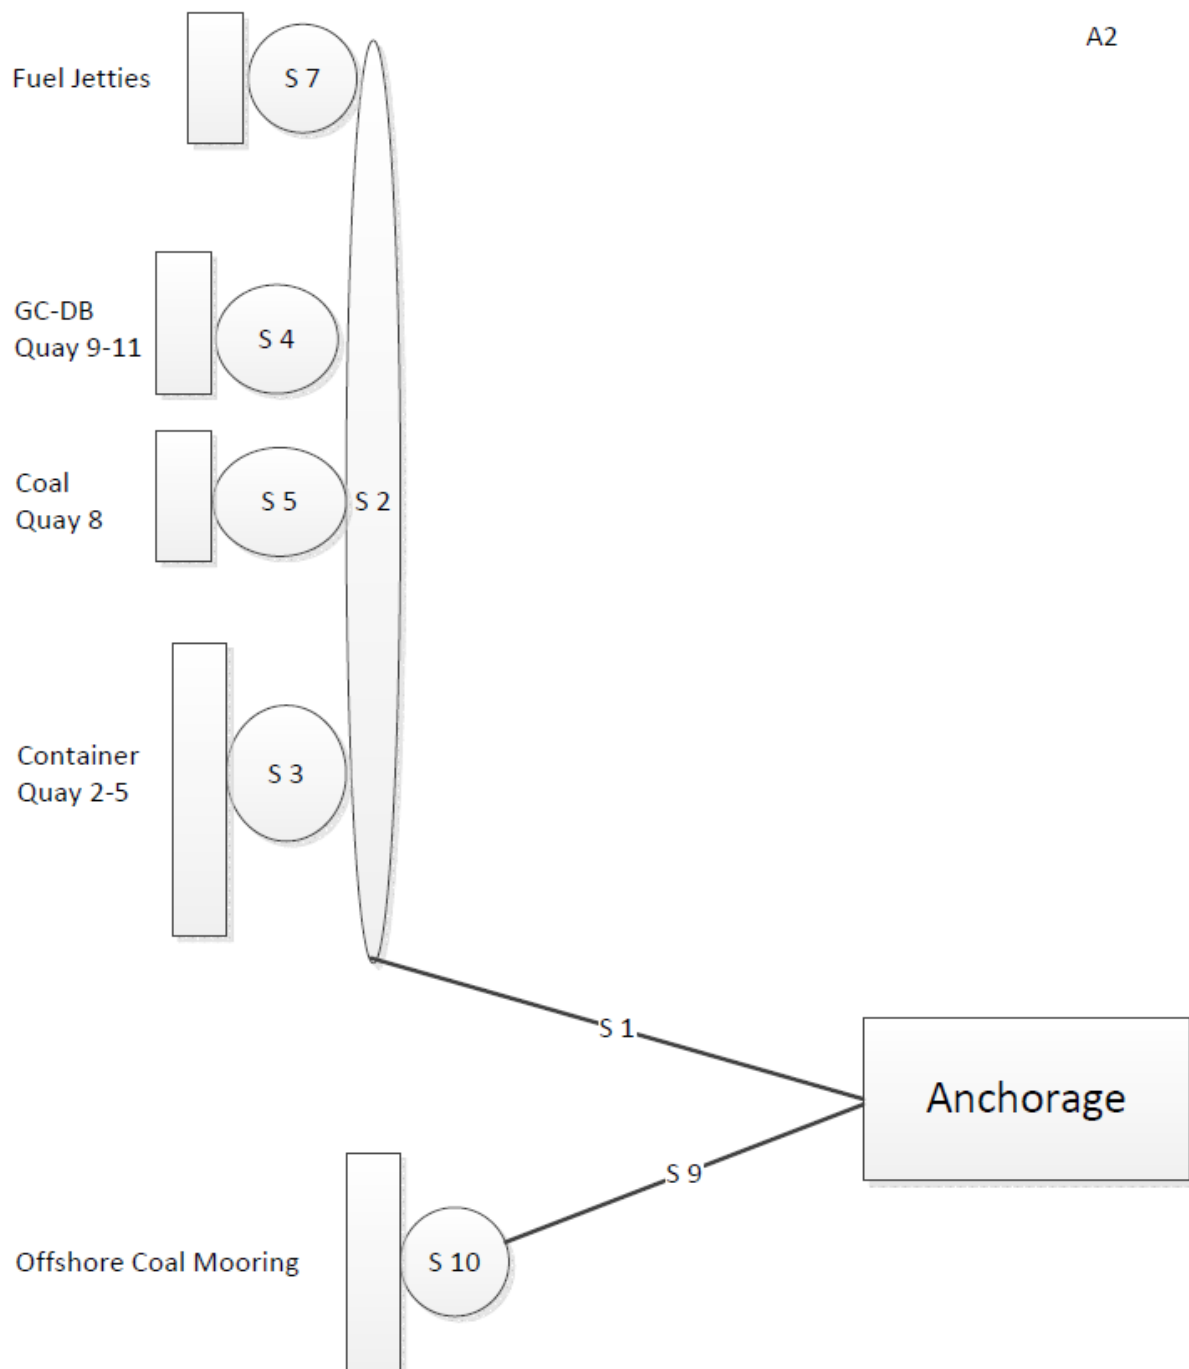 A2
Fuel Jetties
S 7
GC-DB
Quay 9-11
S 4
Coal
Quay 8
S 5
S 2
Container
Quay 2-5
S 3
S 1
Anchorage
S 9
Offshore Coal Mooring
S 10